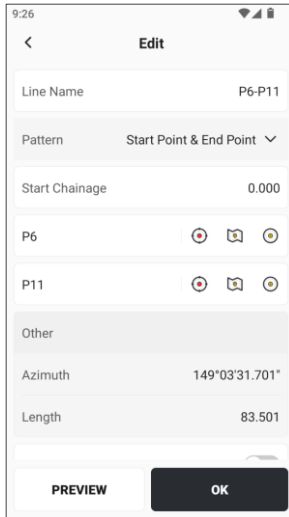 9:26
Edit
Line Name P6-P11
Pattern Start Point & End Point
Start Chainage 0.000
P6
P11
Other
Azimuth 149°03'31.701"
Length 83.501
PREVIEW OK